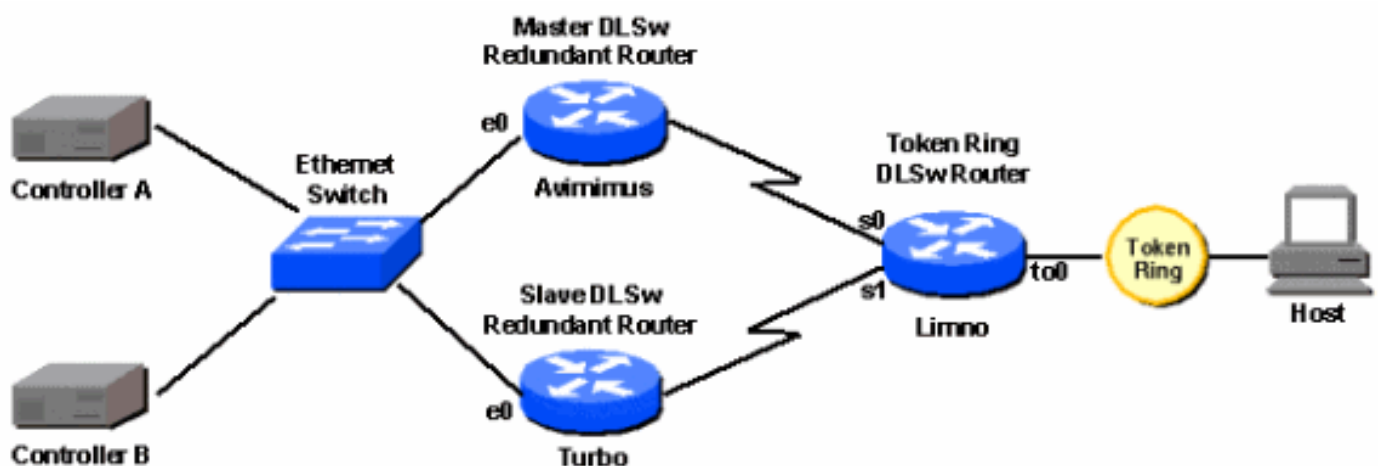 Master DLSw
Redundant Router
e0
Avimimus
Controller A
Ethernet
Switch
Token Ring
DLSw Router
s0
s1
to0
Limno
Token
Ring
Host
Slave DLSw
Redundant Router
e0
Turbo
Controller B